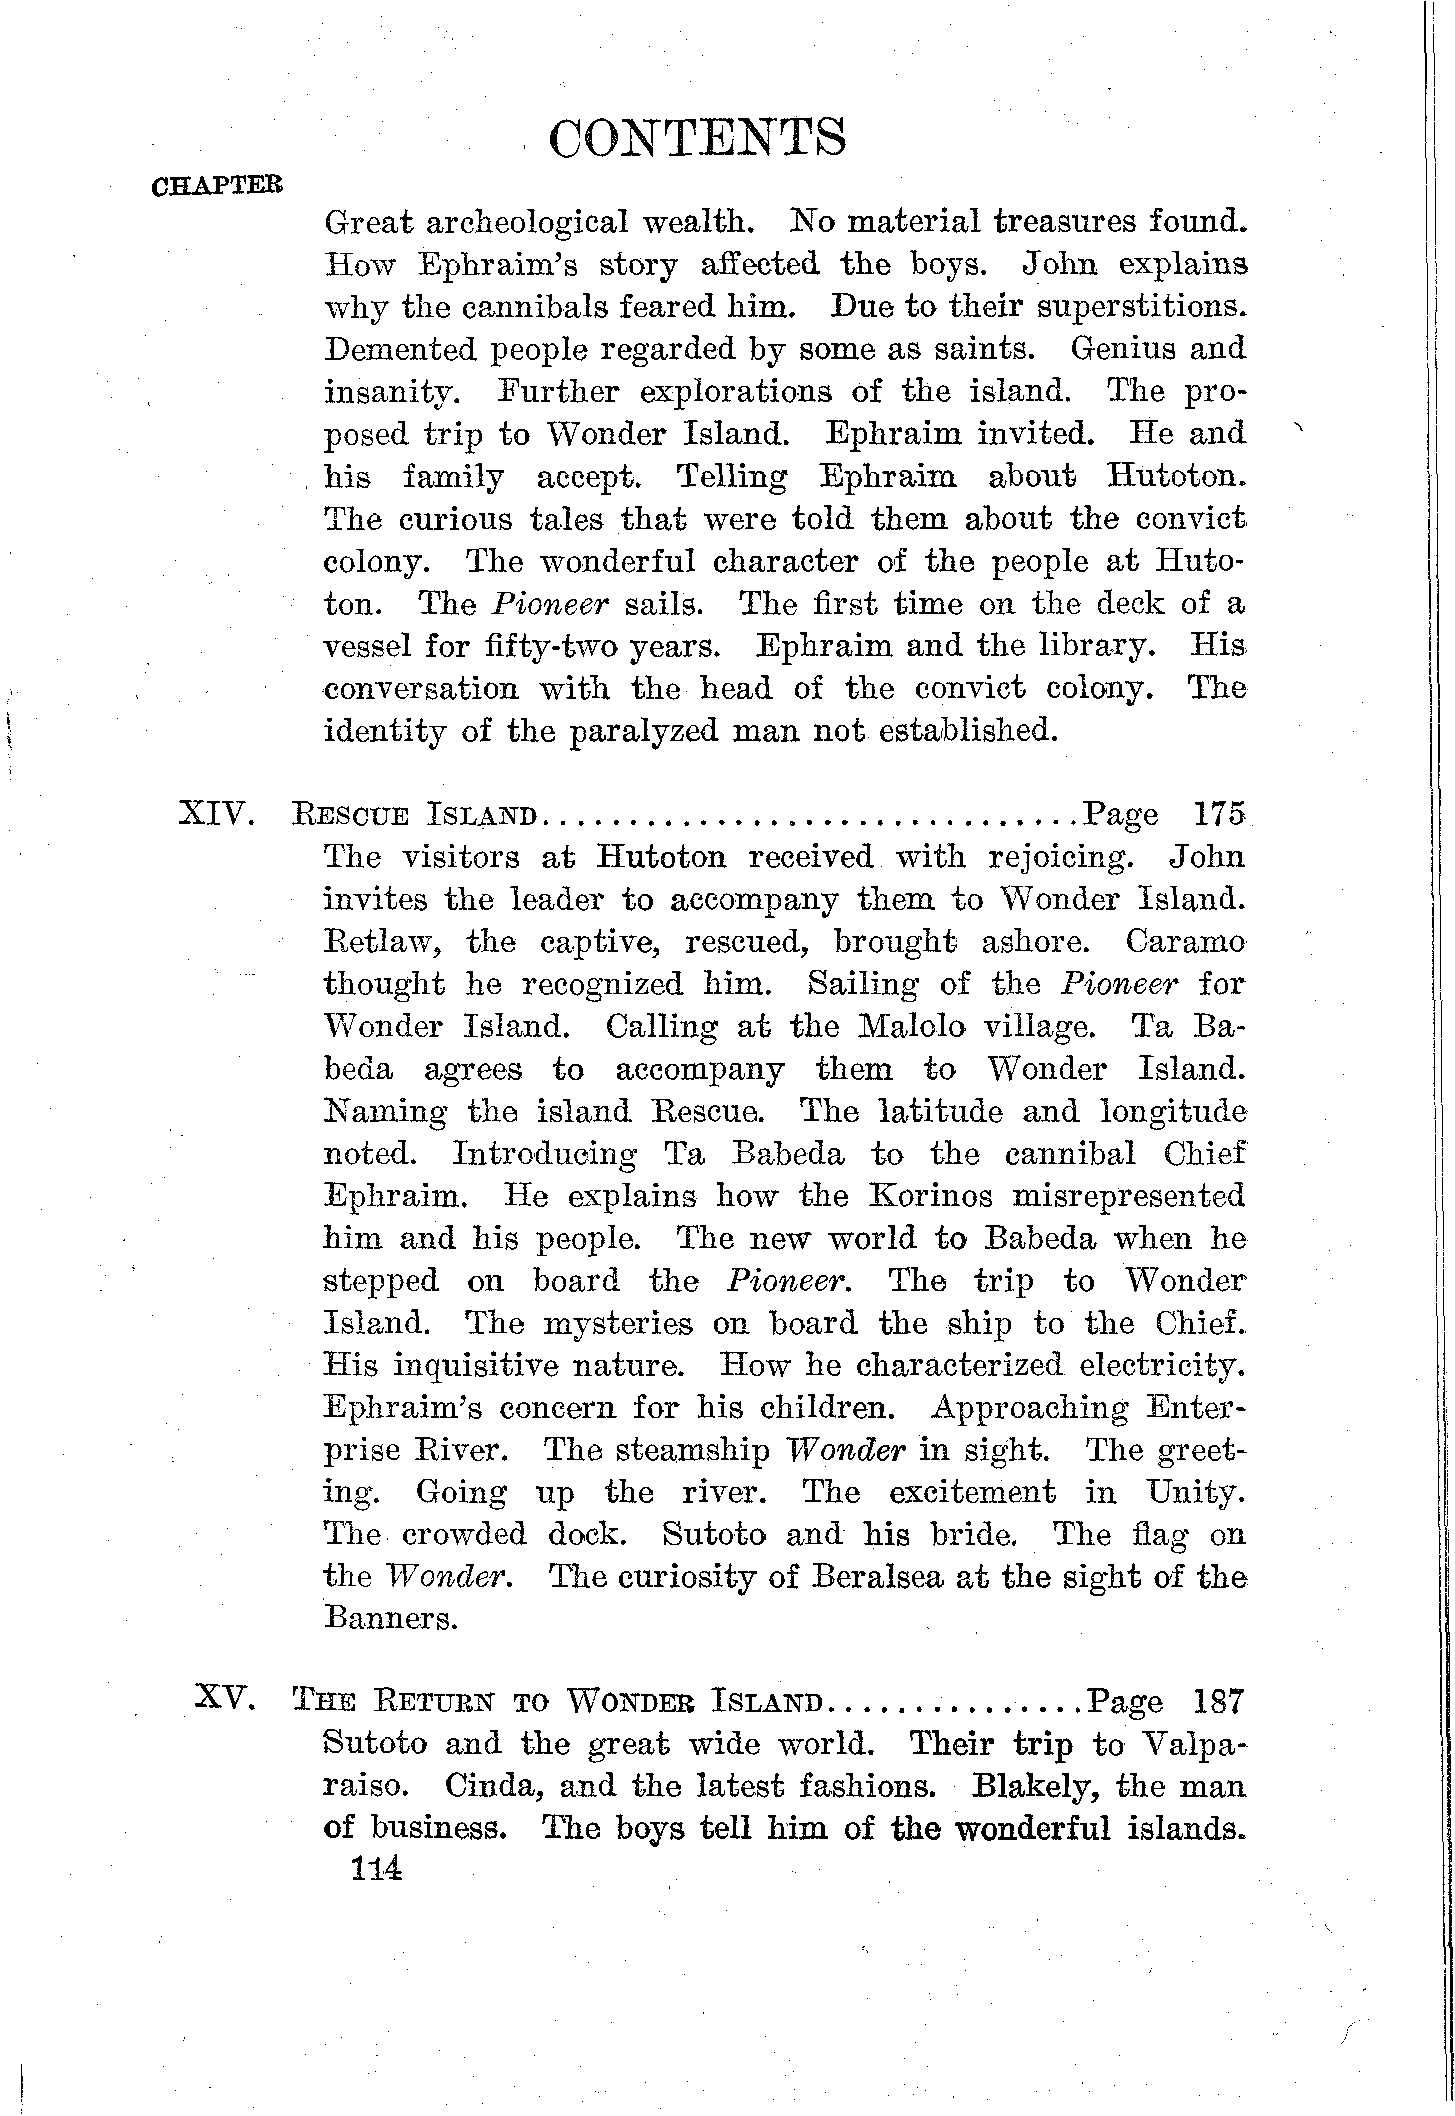 CONTENTS
CHAPTER
Great archeological wealth. No material treasures found.
How Ephraim's story affected the boys. John explains
why the cannibals feared him. Due to their superstitions.
Demented people regarded by some as saints. Genius and
insanity. Further explorations of the island. The pro-
posed trip to Wonder Island. Ephraim invited. He and
his family accept. Telling Ephraim about Hutoton.
The curious tales that were told them about the convict
colony. The wonderful character of the people at Huto-
ton. The Pioneer sails. The first time on the deck of a
vessel for fifty-two years. Ephraim and the library. His
conversation with the head of the convict colony. The
identity of the paralyzed man not established.
XIV. RESCUE ISLAND...............................Page 175
The visitors at Hutoton received with rejoicing. John
invites the leader to accompany them to Wonder Island.
Retlaw, the captive, rescued, brought ashore. Caramo
thought he recognized him. Sailing of the Pioneer for
Wonder Island. Calling at the Malolo village. Ta Ba-
beda agrees to accompany them to Wonder Island.
Naming the island Rescue. The latitude and longitude
noted. Introducing Ta Babeda to the cannibal Chief
Ephraim. He explains how the Korinos misrepresented
him and his people. The new world to Babeda when he
stepped on board the Pioneer. The trip to Wonder
Island. The mysteries on board the ship to the Chief.
His inquisitive nature. How he characterized electricity.
Ephraim's concern for his children. Approaching Enter-
prise River. The steamship Wonder in sight. The greet-
ing. Going up the river. The excitement in Unity.
The crowded dock. Sutoto and his bride. The flag on
the Wonder. The curiosity of Beralsea at the sight of the
Banners.
XV. THE RETURN TO WONDER ISLAND...............Page 187
Sutoto and the great wide world. Their trip to Valpa-
raiso. Cinda, and the latest fashions. Blakely, the man
of business. The boys tell him of the wonderful islands.
114